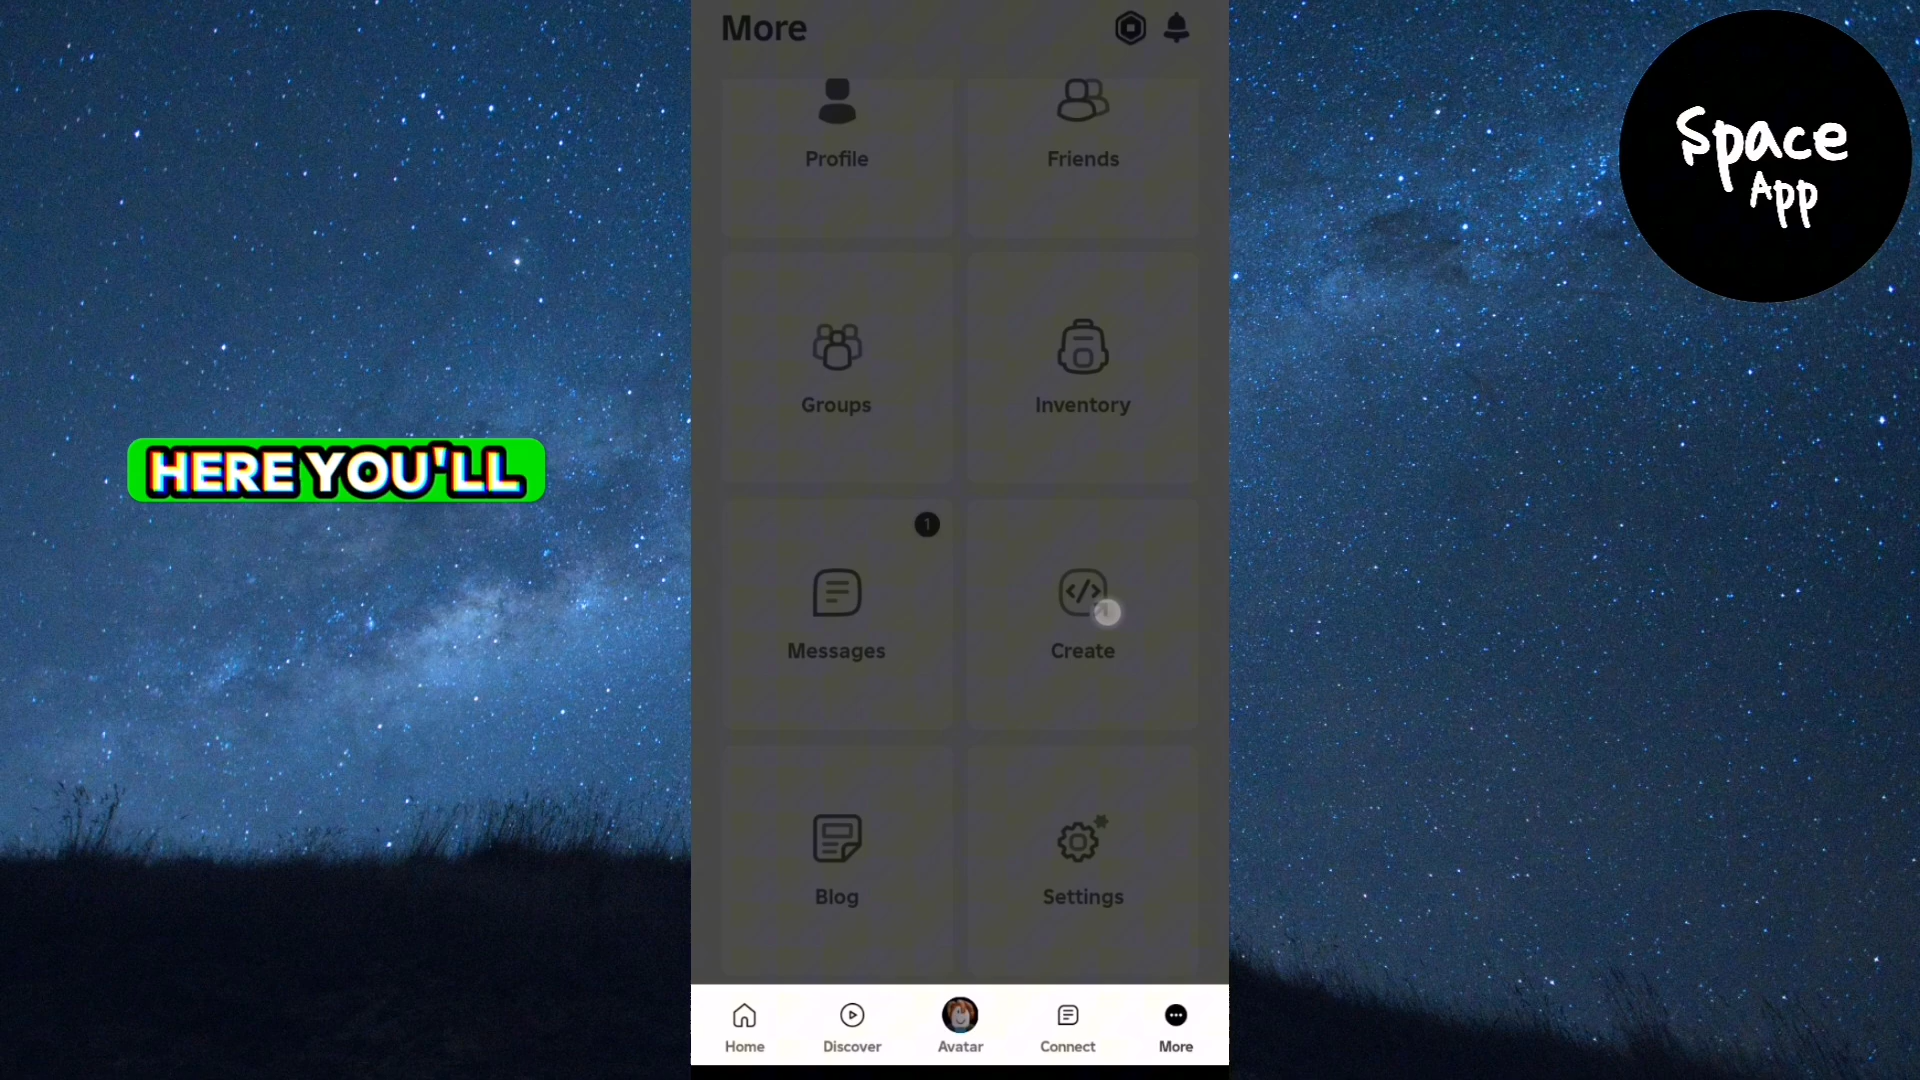 More
Profile
Friends
Groups
Inventory
1
Messages
Create
Blog
Settings
Home
Discover
Avatar
Connect
More
HERE YOU'LL
Space
App